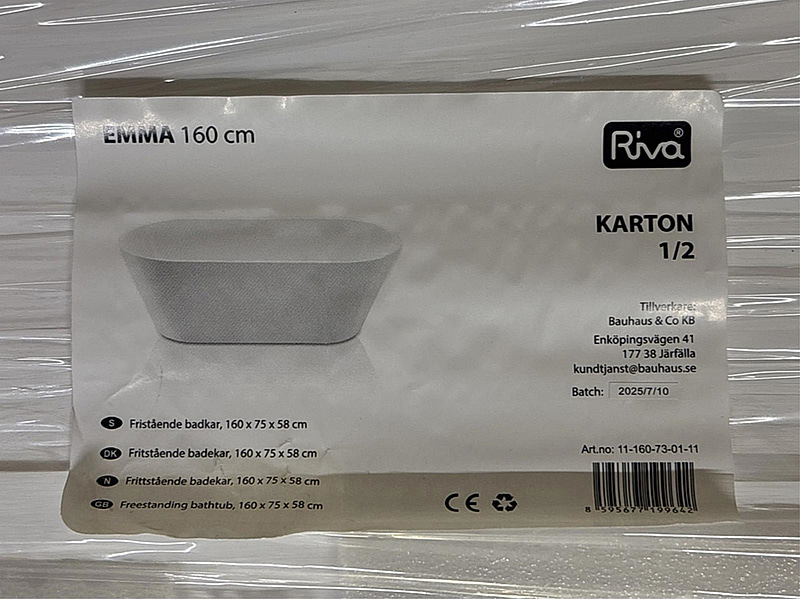 EMMA 160 cm
Riva®
KARTON
1/2
Tillverkare:
Bauhaus & Co KB
Enköpingsvägen 41
177 38 Järfälla
kundtjanst@bauhaus.se
Batch: 2025/7/10
S Fristående badkar, 160 x 75 x 58 cm
DK Fritstående badekar, 160 x 75 x 58 cm
N Frittstående badekar, 160 x 75 x 58 cm
GB Freestanding bathtub, 160 x 75 x 58 cm
CE
Art.no: 11-160-73-01-11
8 595677 199642